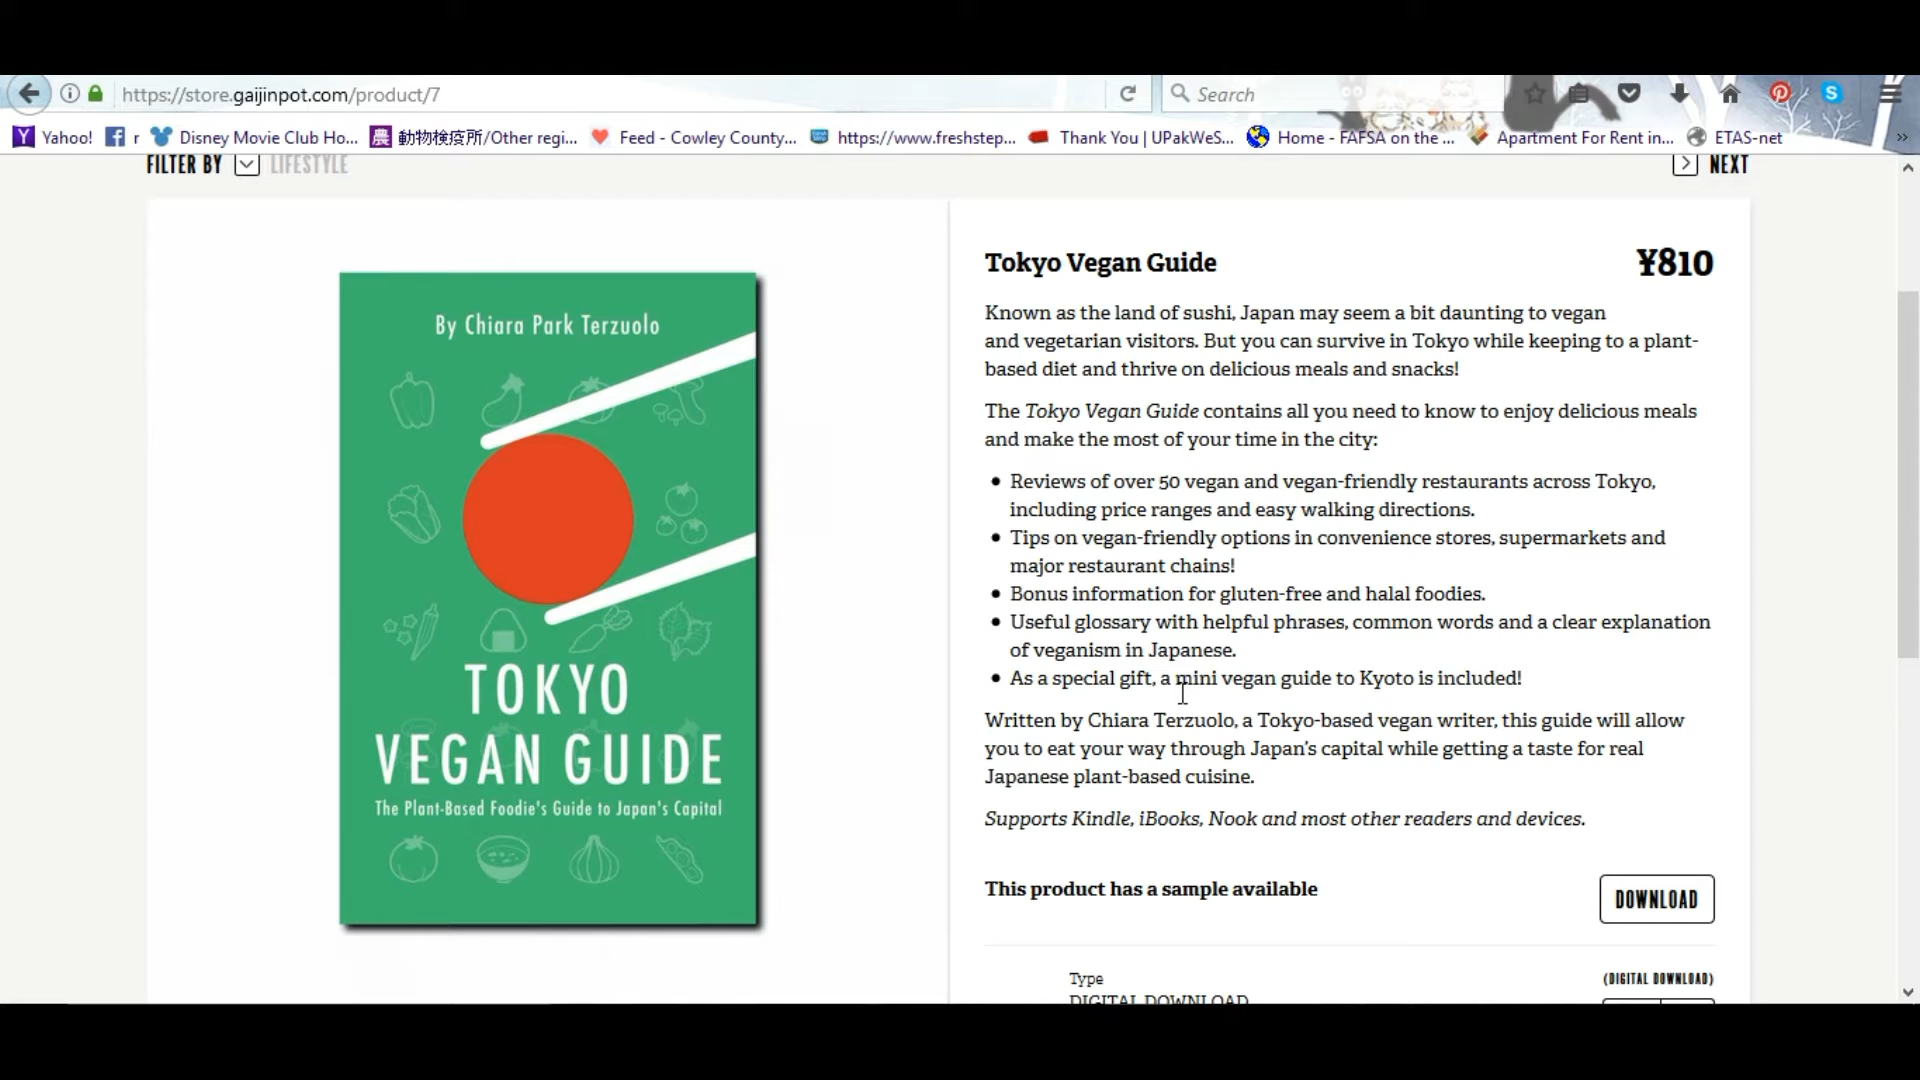 https://store.gaijinpot.com/product/7
Search
Yahoo!
r
Disney Movie Club Ho...
動物検疫所/Other regi...
Feed - Cowley County...
https://www.freshstep...
Thank You | UPakWeS...
Home - FAFSA on the ...
Apartment For Rent in...
ETAS-net
FILTER BY
LIFESTYLE
NEXT
By Chiara Park Terzuolo
TOKYO
VEGAN GUIDE
The Plant-Based Foodie's Guide to Japan's Capital
Tokyo Vegan Guide
¥810
Known as the land of sushi, Japan may seem a bit daunting to vegan
and vegetarian visitors. But you can survive in Tokyo while keeping to a plant-
based diet and thrive on delicious meals and snacks!
The Tokyo Vegan Guide contains all you need to know to enjoy delicious meals
and make the most of your time in the city:
• Reviews of over 50 vegan and vegan-friendly restaurants across Tokyo,
including price ranges and easy walking directions.
• Tips on vegan-friendly options in convenience stores, supermarkets and
major restaurant chains!
• Bonus information for gluten-free and halal foodies.
• Useful glossary with helpful phrases, common words and a clear explanation
of veganism in Japanese.
• As a special gift, a mini vegan guide to Kyoto is included!
Written by Chiara Terzuolo, a Tokyo-based vegan writer, this guide will allow
you to eat your way through Japan's capital while getting a taste for real
Japanese plant-based cuisine.
Supports Kindle, iBooks, Nook and most other readers and devices.
This product has a sample available
DOWNLOAD
Type
(DIGITAL DOWNLOAD)
DIGITAL DOWNLOAD